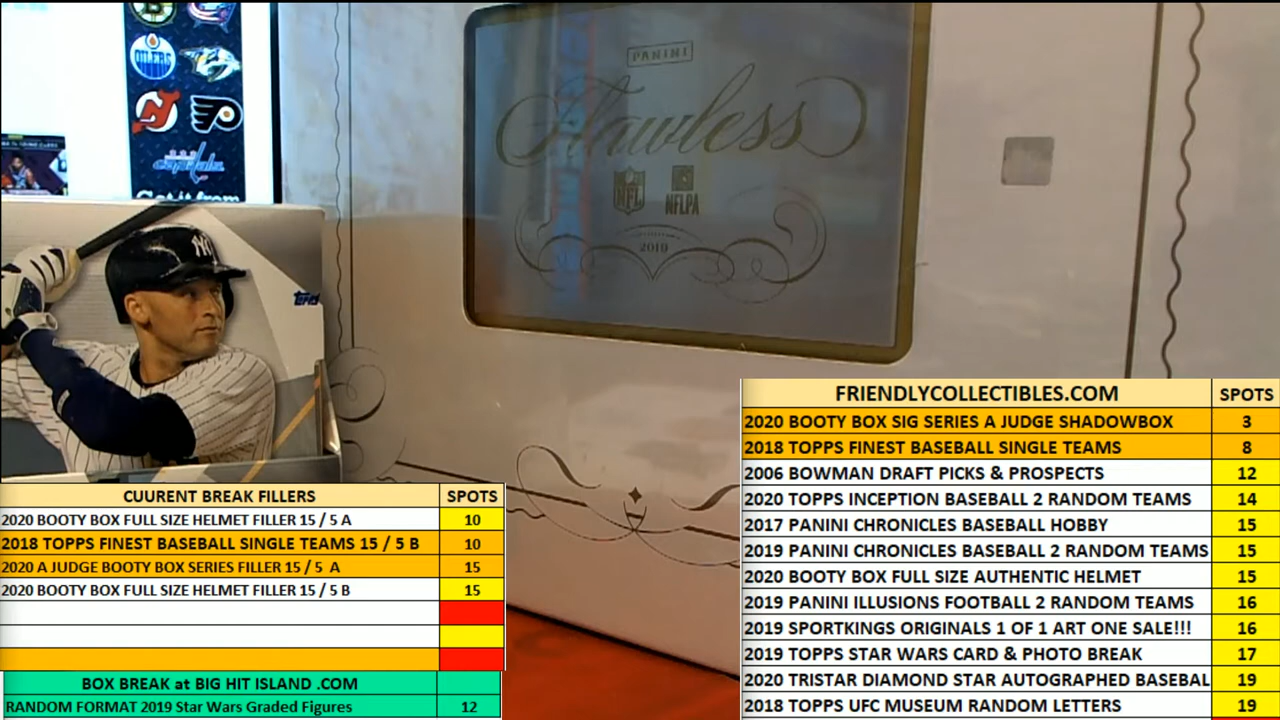 OILERS
capitals
Get it from
PANINI
Flawless
NFL
NFLPA
2019
NY
topps
FRIENDLYCOLLECTIBLES.COM SPOTS
2020 BOOTY BOX SIG SERIES A JUDGE SHADOWBOX 3
2018 TOPPS FINEST BASEBALL SINGLE TEAMS 8
2006 BOWMAN DRAFT PICKS & PROSPECTS 12
2020 TOPPS INCEPTION BASEBALL 2 RANDOM TEAMS 14
2017 PANINI CHRONICLES BASEBALL HOBBY 15
2019 PANINI CHRONICLES BASEBALL 2 RANDOM TEAMS 15
2020 BOOTY BOX FULL SIZE AUTHENTIC HELMET 15
2019 PANINI ILLUSIONS FOOTBALL 2 RANDOM TEAMS 16
2019 SPORTKINGS ORIGINALS 1 OF 1 ART ONE SALE!!! 16
2019 TOPPS STAR WARS CARD & PHOTO BREAK 17
2020 TRISTAR DIAMOND STAR AUTOGRAPHED BASEBAL 19
2018 TOPPS UFC MUSEUM RANDOM LETTERS 19
CUURENT BREAK FILLERS SPOTS
2020 BOOTY BOX FULL SIZE HELMET FILLER 15 / 5 A 10
2018 TOPPS FINEST BASEBALL SINGLE TEAMS 15 / 5 B 10
2020 A JUDGE BOOTY BOX SERIES FILLER 15 / 5 A 15
2020 BOOTY BOX FULL SIZE HELMET FILLER 15 / 5 B 15
BOX BREAK at BIG HIT ISLAND .COM
RANDOM FORMAT 2019 Star Wars Graded Figures 12